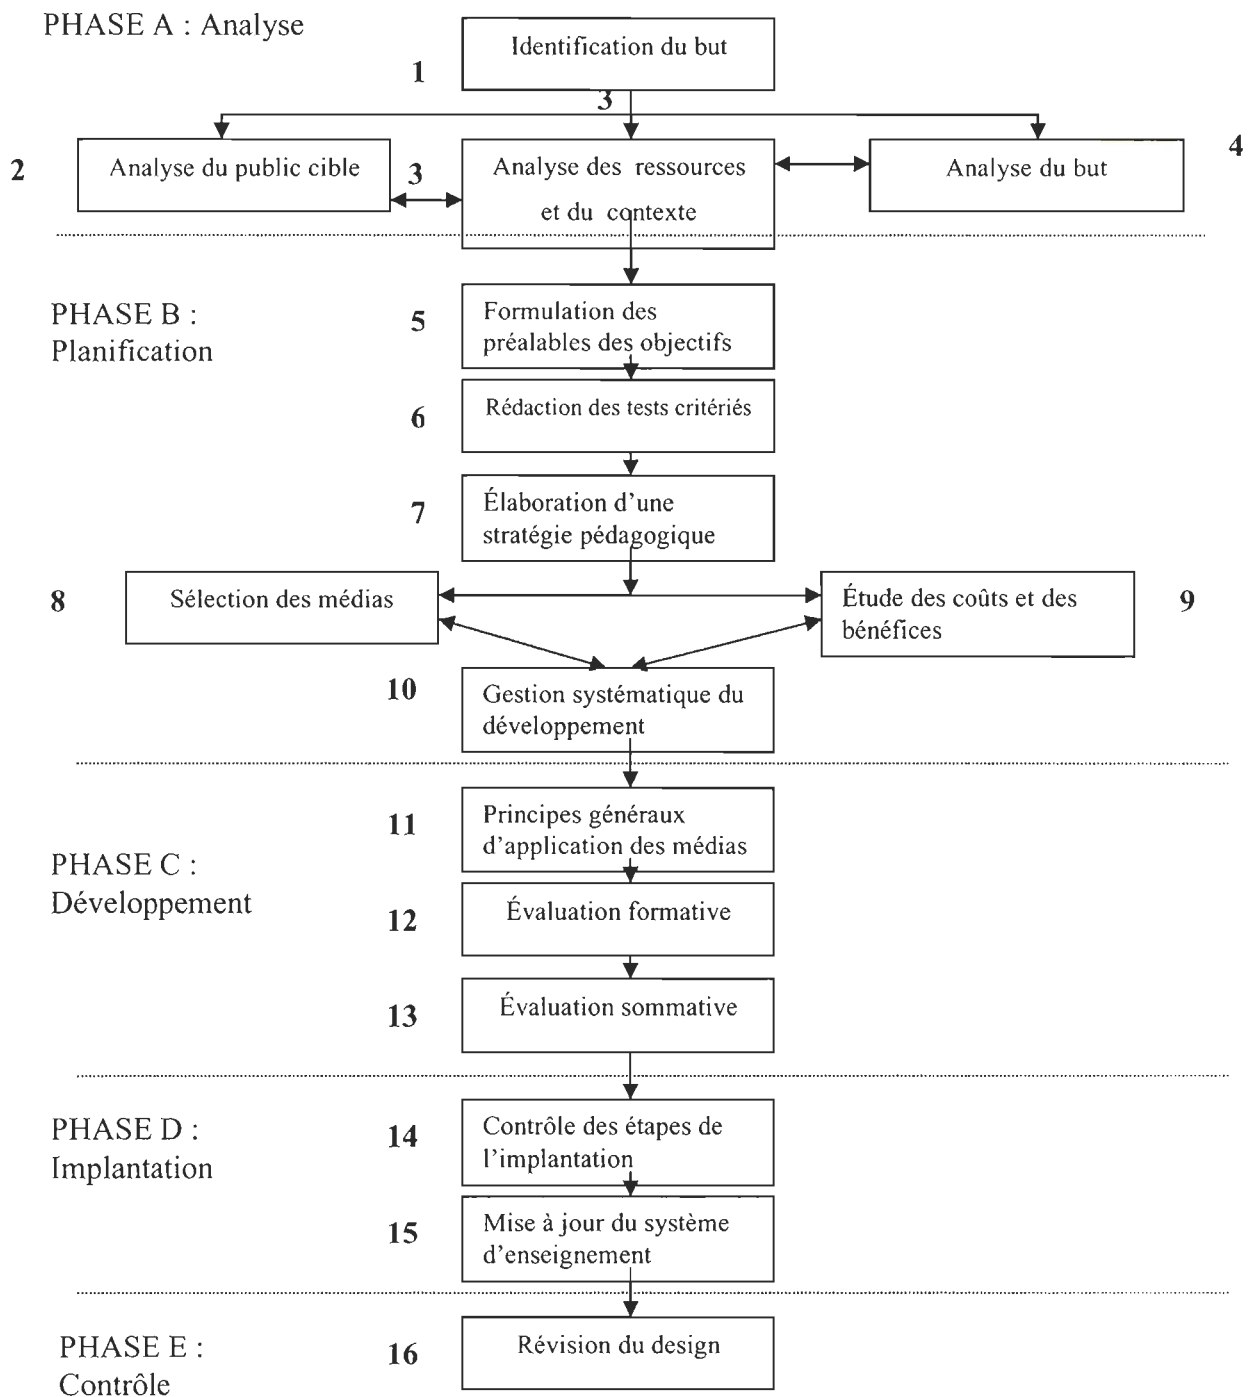 PHASE A : Analyse
Identification du but
1
3
2
Analyse du public cible
3
Analyse des ressources
et du contexte
Analyse du but
4
PHASE B :
Planification
5
Formulation des
préalables des objectifs
6
Rédaction des tests critériés
7
Élaboration d'une
stratégie pédagogique
8
Sélection des médias
Étude des coûts et des
bénéfices
9
10
Gestion systématique du
développement
11
Principes généraux
d'application des médias
PHASE C :
Développement
12
Évaluation formative
13
Évaluation sommative
PHASE D :
Implantation
14
Contrôle des étapes de
l'implantation
15
Mise à jour du système
d'enseignement
PHASE E :
Contrôle
16
Révision du design